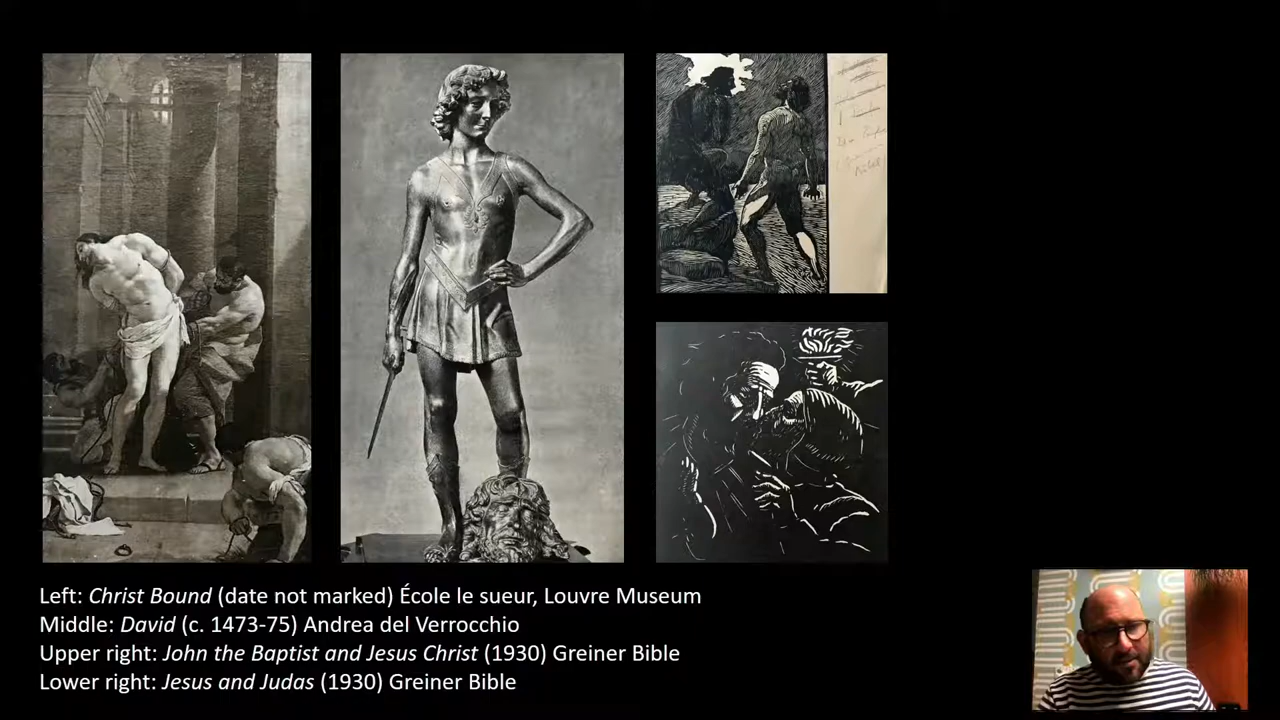 Left: Christ Bound (date not marked) École le sueur, Louvre Museum
Middle: David (c. 1473-75) Andrea del Verrocchio
Upper right: John the Baptist and Jesus Christ (1930) Greiner Bible
Lower right: Jesus and Judas (1930) Greiner Bible